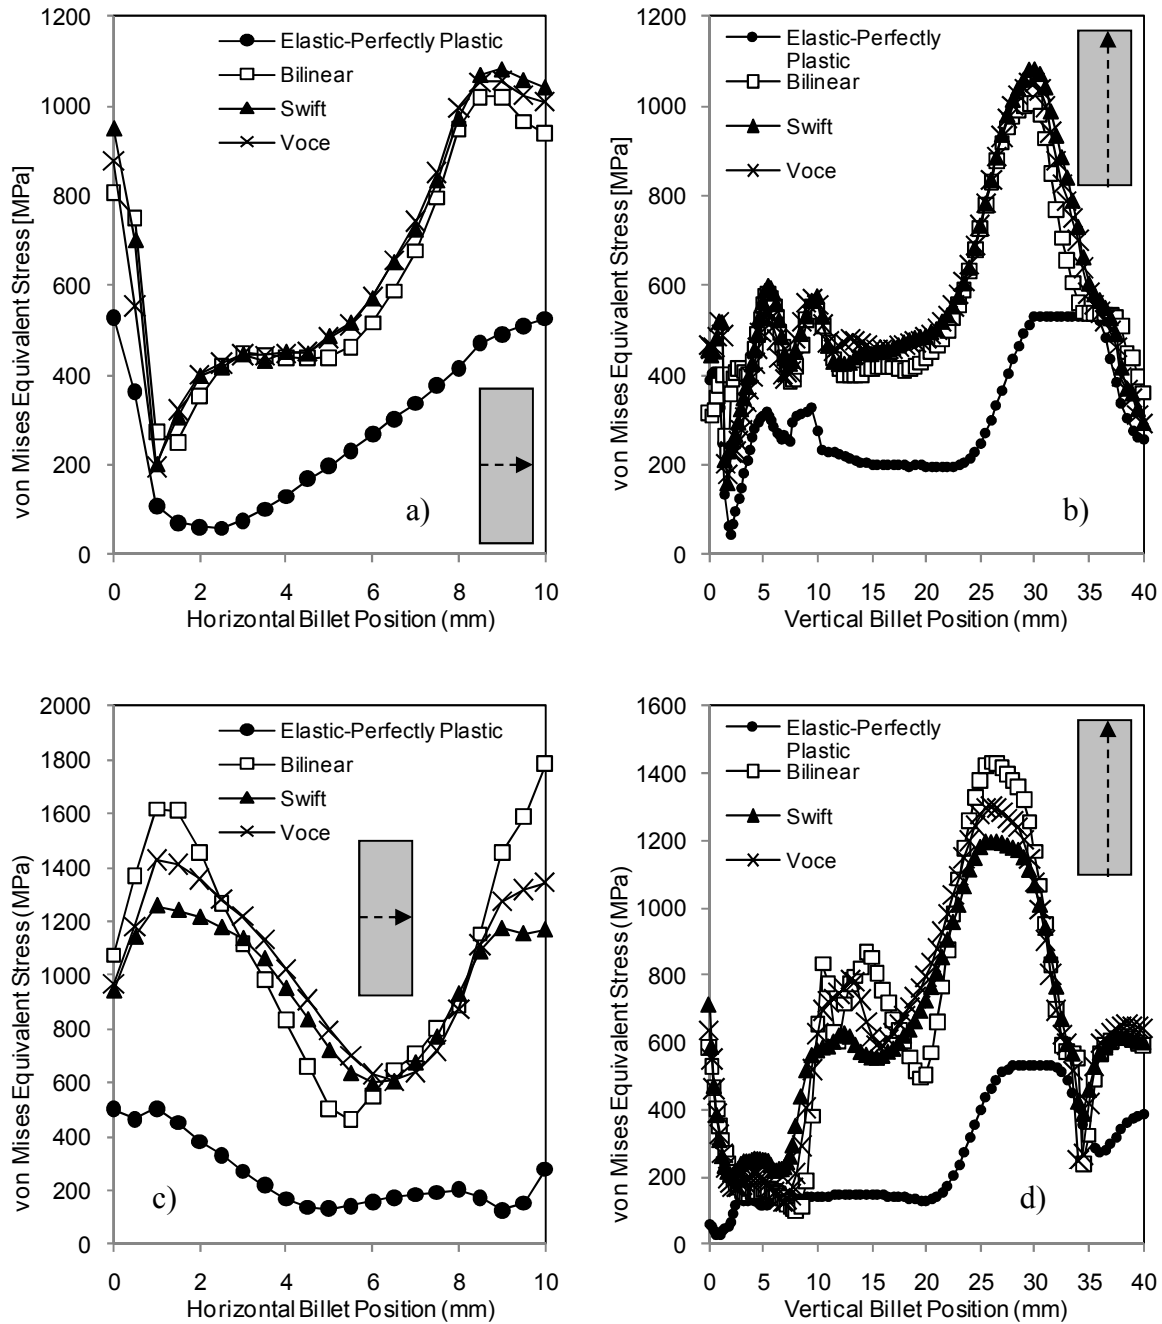 1200
1000
800
600
400
200
0
von Mises Equivalent Stress [MPa]
Elastic-Perfectly Plastic
Bilinear
Swift
Voce
a)
0 2 4 6 8 10
Horizontal Billet Position (mm)
1200
1000
800
600
400
200
0
von Mises Equivalent Stress [MPa]
Elastic-Perfectly
Plastic
Bilinear
Swift
Voce
b)
0 5 10 15 20 25 30 35 40
Vertical Billet Position (mm)
2000
1800
1600
1400
1200
1000
800
600
400
200
0
von Mises Equivalent Stress (MPa)
Elastic-Perfectly Plastic
Bilinear
Swift
Voce
c)
0 2 4 6 8 10
Horizontal Billet Position (mm)
1600
1400
1200
1000
800
600
400
200
0
von Mises Equivalent Stress (MPa)
Elastic-Perfectly
Plastic
Bilinear
Swift
Voce
d)
0 5 10 15 20 25 30 35 40
Vertical Billet Position (mm)